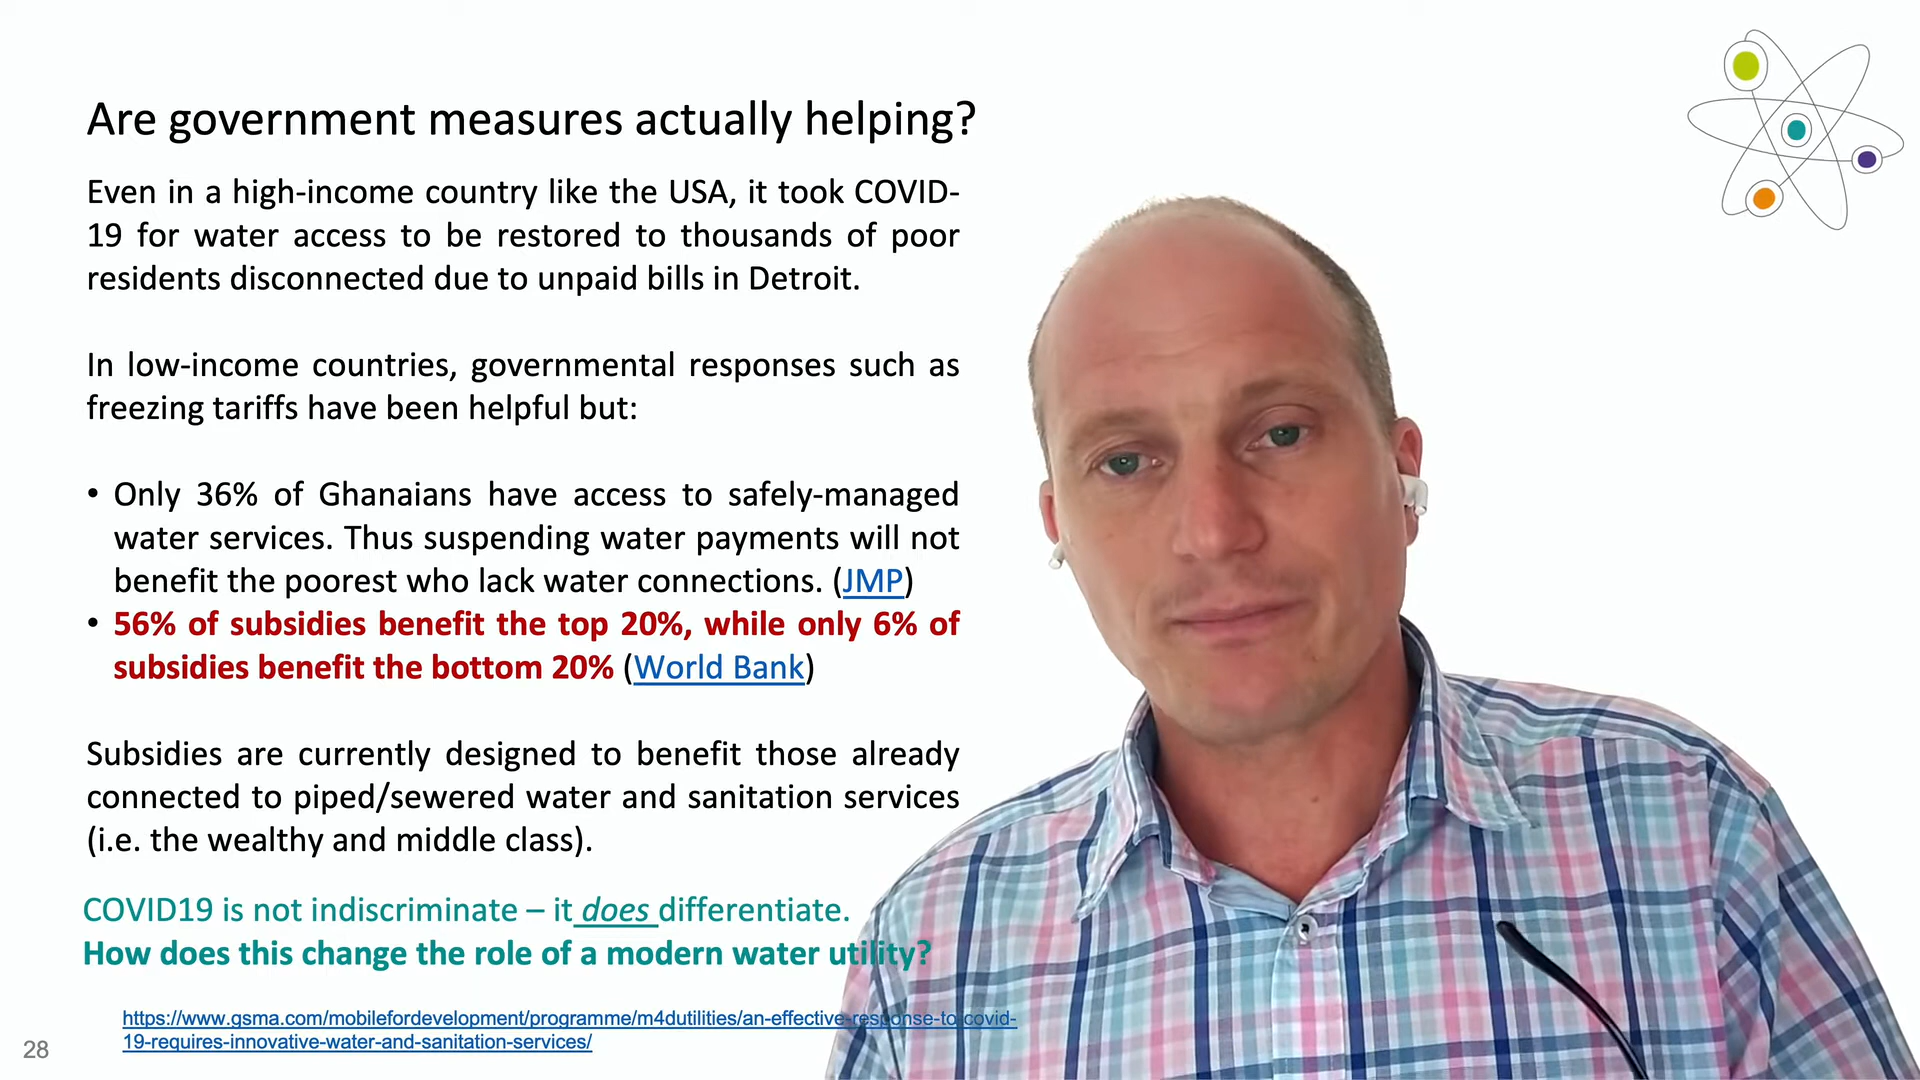 Are government measures actually helping?
Even in a high-income country like the USA, it took COVID-
19 for water access to be restored to thousands of poor
residents disconnected due to unpaid bills in Detroit.
In low-income countries, governmental responses such as
freezing tariffs have been helpful but:
• Only 36% of Ghanaians have access to safely-managed
water services. Thus suspending water payments will not
benefit the poorest who lack water connections. (JMP)
• 56% of subsidies benefit the top 20%, while only 6% of
subsidies benefit the bottom 20% (World Bank)
Subsidies are currently designed to benefit those already
connected to piped/sewered water and sanitation services
(i.e. the wealthy and middle class).
COVID19 is not indiscriminate – it does differentiate.
How does this change the role of a modern water utility?
https://www.gsma.com/mobilefordevelopment/programme/m4dutilities/an-effective-response-to-covid-
19-requires-innovative-water-and-sanitation-services/
28